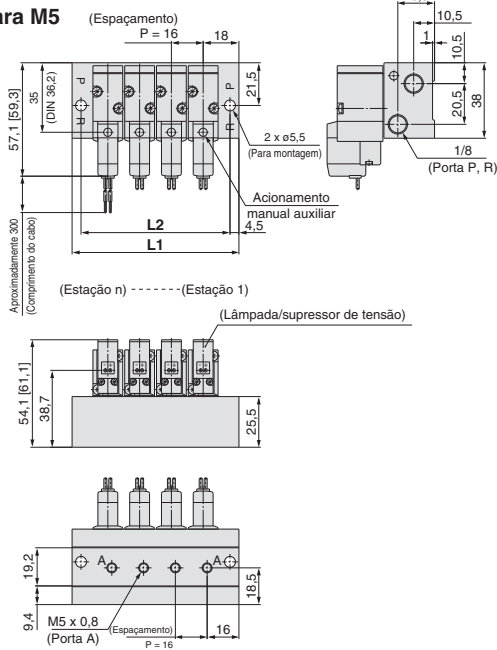 ara M5
(Espaçamento)
P = 16
18
10,5
1
10,5
20,5
38
57,1 [59,3]
35
(DIN 36,2)
P
R
P
R
21,5
2 x ø5,5
(Para montagem)
1/8
(Porta P, R)
Acionamento
manual auxiliar
L2
4,5
L1
Aproximadamente 300
(Comprimento do cabo)
(Estação n) - - - - - - (Estação 1)
(Lâmpada/supressor de tensão)
54,1 [61,1]
38,7
25,5
A
A
19,2
9,4
18,5
M5 x 0,8
(Porta A)
(Espaçamento)
P = 16
16